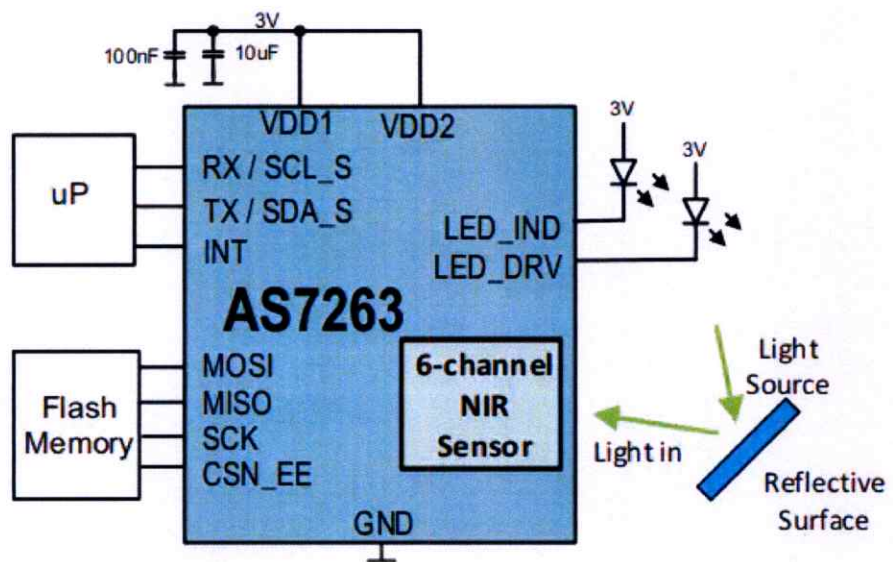 3V
100nF
10uF
VDD1
VDD2
3V
3V
uP
RX / SCL_S
TX / SDA_S
INT
LED_IND
LED_DRV
AS7263
Flash
Memory
MOSI
MISO
SCK
CSN_EE
6-channel
NIR
Sensor
Light
Source
Light in
Reflective
Surface
GND